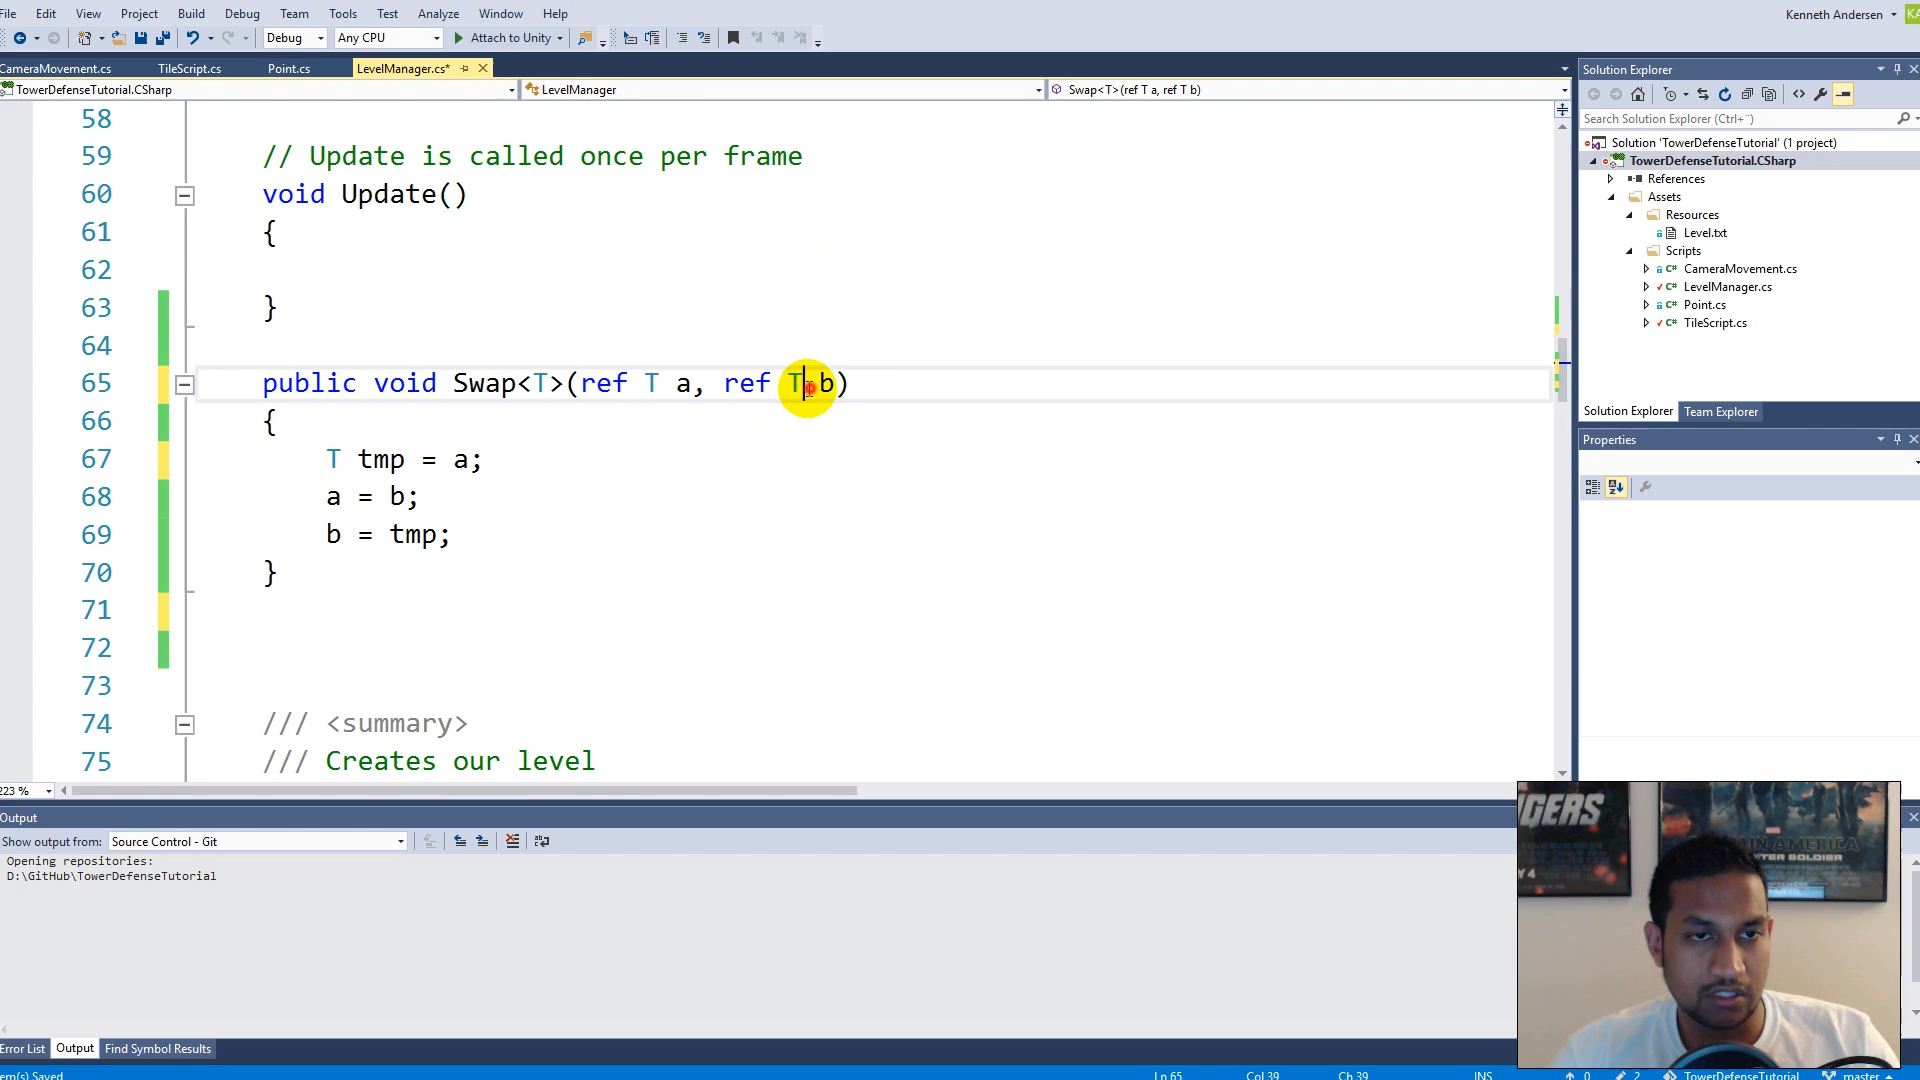 File Edit View Project Build Debug Team Tools Test Analyze Window Help
Kenneth Andersen
KA
Debug Any CPU Attach to Unity
CameraMovement.cs TileScript.cs Point.cs LevelManager.cs*
TowerDefenseTutorial.CSharp LevelManager Swap<T>(ref T a, ref T b)
58
59 // Update is called once per frame
60 void Update()
61 {
62
63 }
64
65 public void Swap<T>(ref T a, ref T b)
66 {
67 T tmp = a;
68 a = b;
69 b = tmp;
70 }
71
72
73
74 /// <summary>
75 /// Creates our level
223 %
Solution Explorer
Search Solution Explorer (Ctrl+¨)
Solution 'TowerDefenseTutorial' (1 project)
TowerDefenseTutorial.CSharp
References
Assets
Resources
Level.txt
Scripts
CameraMovement.cs
LevelManager.cs
Point.cs
TileScript.cs
Solution Explorer Team Explorer
Properties
Output
Show output from: Source Control - Git
Opening repositories:
D:\GitHub\TowerDefenseTutorial
Error List Output Find Symbol Results
em(s) Saved Ln 65 Col 39 Ch 39 INS 0 2 TowerDefenseTutorial master